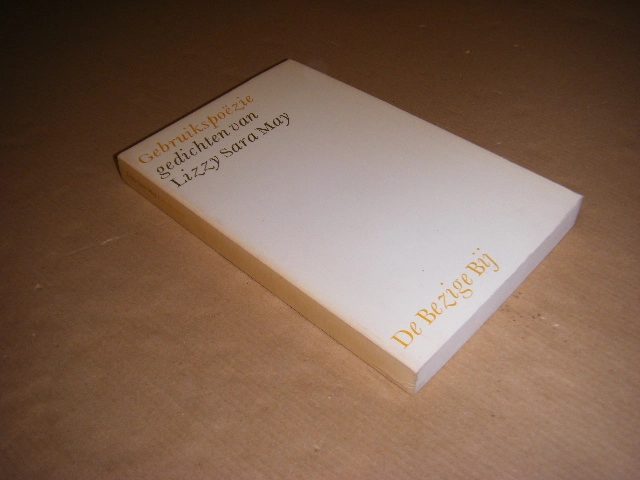 Gebruikspoëzie
gedichten van
Lizzy Sara May
De Bezige Bij